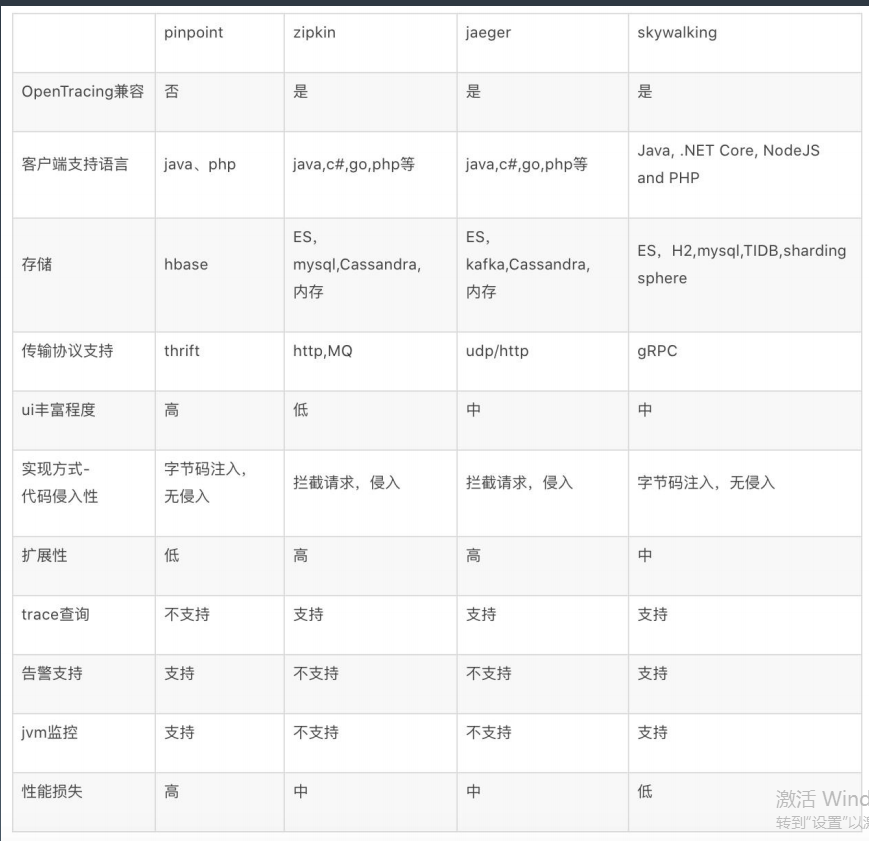 pinpoint zipkin jaeger skywalking
OpenTracing兼容 否 是 是 是
客户端支持语言 java、php java,c#,go,php等 java,c#,go,php等 Java, .NET Core, NodeJS
and PHP
存储 hbase ES，
mysql,Cassandra,
内存 ES，
kafka,Cassandra,
内存 ES，H2,mysql,TIDB,sharding
sphere
传输协议支持 thrift http,MQ udp/http gRPC
ui丰富程度 高 低 中 中
实现方式-
代码侵入性 字节码注入，
无侵入 拦截请求，侵入 拦截请求，侵入 字节码注入，无侵入
扩展性 低 高 高 中
trace查询 不支持 支持 支持 支持
告警支持 支持 不支持 不支持 支持
jvm监控 支持 不支持 不支持 支持
性能损失 高 中 中 低
激活 Wind
转到"设置"以